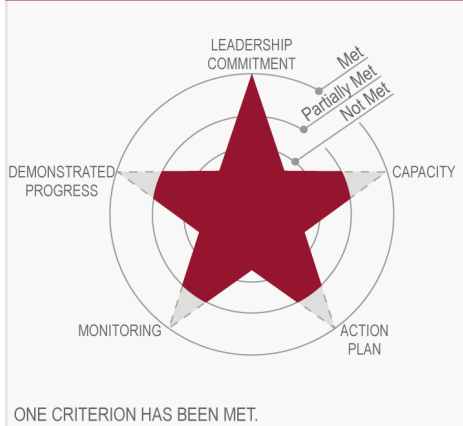 LEADERSHIP
COMMITMENT
Met
Partially Met
Not Met
DEMONSTRATED
PROGRESS
CAPACITY
MONITORING
ACTION
PLAN
ONE CRITERION HAS BEEN MET.